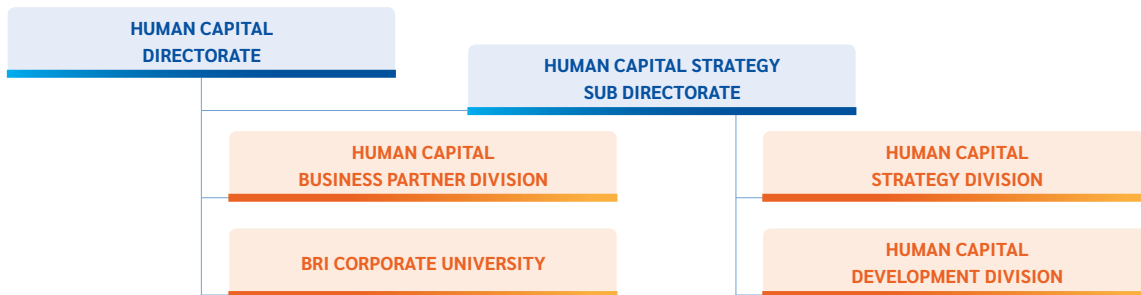 HUMAN CAPITAL
DIRECTORATE
HUMAN CAPITAL STRATEGY
SUB DIRECTORATE
HUMAN CAPITAL
BUSINESS PARTNER DIVISION
HUMAN CAPITAL
STRATEGY DIVISION
BRI CORPORATE UNIVERSITY
HUMAN CAPITAL
DEVELOPMENT DIVISION